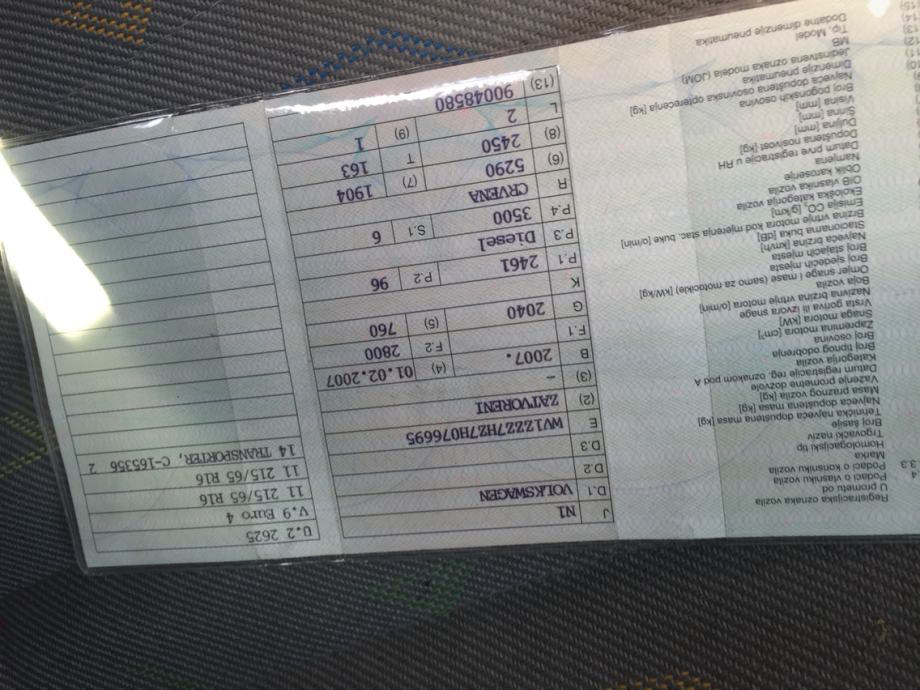 Registracijska oznaka vozila
U prometu od
4 Podaci o vlasniku vozila
3.3 Podaci o korisniku vozila
Marka
Homologacijski tip
Trgovački naziv
Broj šasije
Tehnička najveća dopuštena masa [kg]
Najveća dopuštena masa [kg]
Masa praznog vozila [kg]
Važenje prometne dozvole
Datum registracije reg. oznakom pod A
Kategorija vozila
Broj tipnog odobrenja
Broj osovina
Zapremina motora [cm³]
Snaga motora [kW]
Vrsta goriva ili izvora snage
Nazivna brzina vrtnje motora [o/min]
Boja vozila
Omjer snage i mase (samo za motocikle) [kW/kg]
Broj sjedećih mjesta
Broj stajaćih mjesta
Najveća brzina [km/h]
Stacionarna buka [dB]
Brzina vrtnje motora kod mjerenja stac. buke [o/min]
Emisija CO₂ [g/km]
Ekološka kategorija vozila
OIB vlasnika vozila
Oblik karoserije
Namjena
Datum prve registracije u RH
Dopuštena nosivost [kg]
Duljina [mm]
Širina [mm]
Visina [mm]
Broj pogonskih osovina
Najveća dopuštena osovinska opterećenja [kg]
Dimenzije pneumatika
Jedinstvena oznaka modela (JOM)
MB
Tip, Model
Dodatne dimenzije pneumatika
J N1
D.1 VOLKSWAGEN
D.2
D.3
E WV1ZZZ7HZ7H076695
(2) ZATVORENI
(3) –
B 2007. (4) 01.02.2007
F.1 F.2 2800
G 2040 (5) 760
K
P.1 2461 P.2 96
P.3 Diesel
P.4 3500 S.1 6
R CRVENA
(6) 5290 (7) 1904
(8) 2450 T 163
L 2 (9) 1
(13) 90048580
U.2 2625
V.9 Euro 4
11 215/65 R16
11 215/65 R16
14 TRANSPORTER, C-165356 2